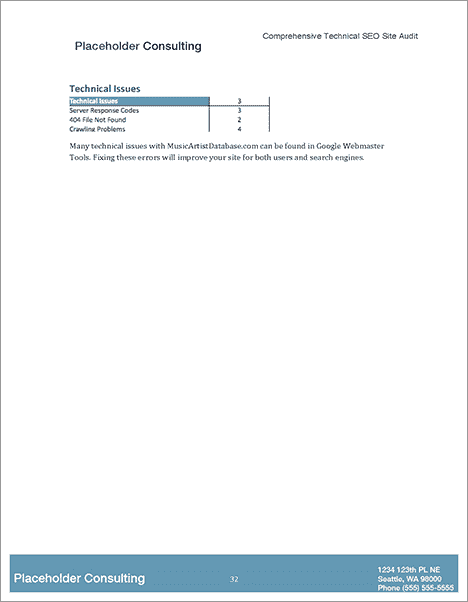 Comprehensive Technical SEO Site Audit
Placeholder Consulting
Technical Issues
Technical Issues 3
Server Response Codes 3
404 File Not Found 2
Crawling Problems 4
Many technical issues with MusicArtistDatabase.com can be found in Google Webmaster
Tools. Fixing these errors will improve your site for both users and search engines.
1234 123th PL NE
Placeholder Consulting 32 Seattle, WA 98000
Phone (555) 555-5555